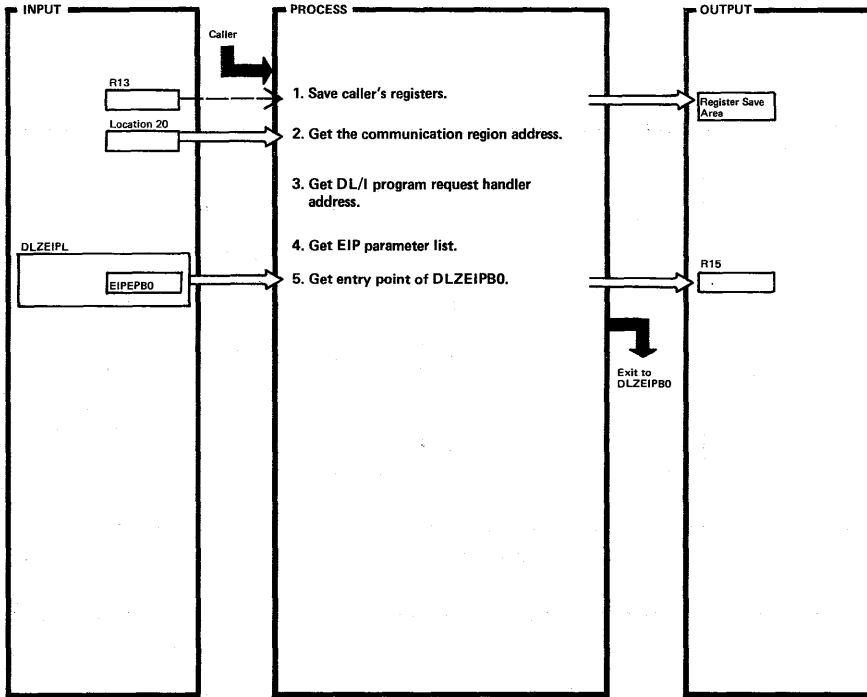 INPUT
PROCESS
OUTPUT
Caller
R13
1. Save caller's registers.
Register Save
Area
Location 20
2. Get the communication region address.
3. Get DL/I program request handler
address.
DLZEIPL
4. Get EIP parameter list.
EIPEPB0
5. Get entry point of DLZEIPB0.
R15
Exit to
DLZEIPB0